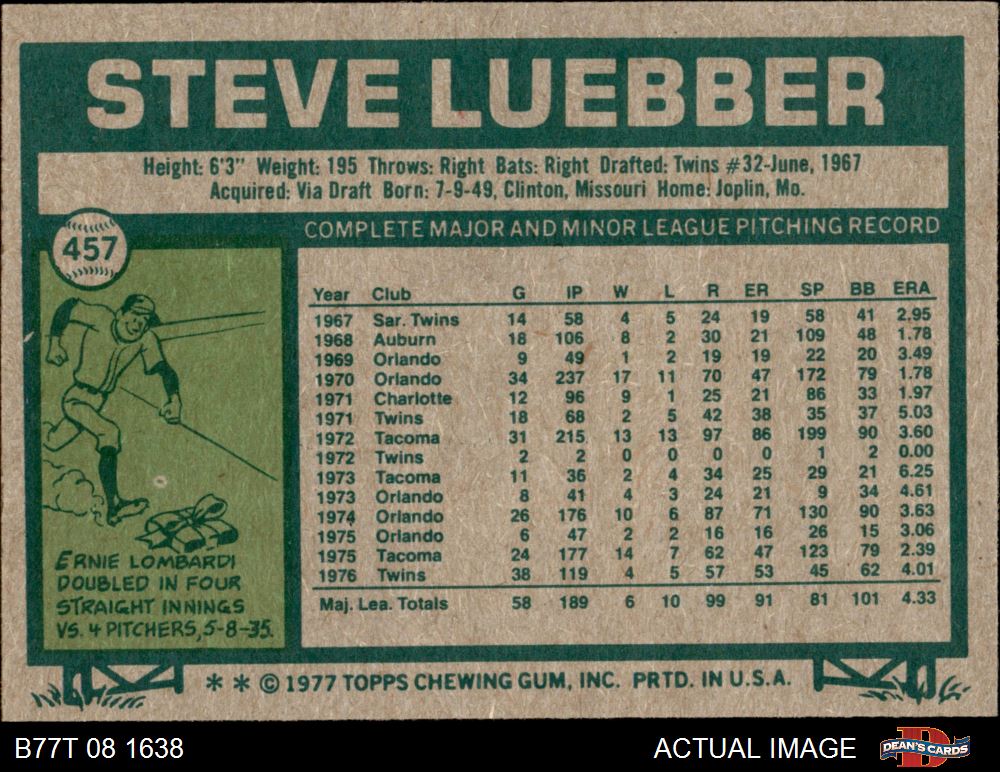 STEVE LUEBBER
Height: 6'3" Weight: 195 Throws: Right Bats: Right Drafted: Twins #32-June, 1967
Acquired: Via Draft Born: 7-9-49, Clinton, Missouri Home: Joplin, Mo.
457
COMPLETE MAJOR AND MINOR LEAGUE PITCHING RECORD
Year Club G IP W L R ER SP BB ERA
1967 Sar. Twins 14 58 4 5 24 19 58 41 2.95
1968 Auburn 18 106 8 2 30 21 109 48 1.78
1969 Orlando 9 49 1 2 19 19 22 20 3.49
1970 Orlando 34 237 17 11 70 47 172 79 1.78
1971 Charlotte 12 96 9 1 25 21 86 33 1.97
1971 Twins 18 68 2 5 42 38 35 37 5.03
1972 Tacoma 31 215 13 13 97 86 199 90 3.60
1972 Twins 2 2 0 0 0 0 1 2 0.00
1973 Tacoma 11 36 2 4 34 25 29 21 6.25
1973 Orlando 8 41 4 3 24 21 9 34 4.61
1974 Orlando 26 176 10 6 87 71 130 90 3.63
1975 Orlando 6 47 2 2 16 16 26 15 3.06
1975 Tacoma 24 177 14 7 62 47 123 79 2.39
1976 Twins 38 119 4 5 57 53 45 62 4.01
Maj. Lea. Totals 58 189 6 10 99 91 81 101 4.33
ERNIE LOMBARDI
DOUBLED IN FOUR
STRAIGHT INNINGS
VS. 4 PITCHERS, 5-8-35.
* * © 1977 TOPPS CHEWING GUM, INC. PRTD. IN U.S.A.
B77T 08 1638 ACTUAL IMAGE DEAN'S CARDS